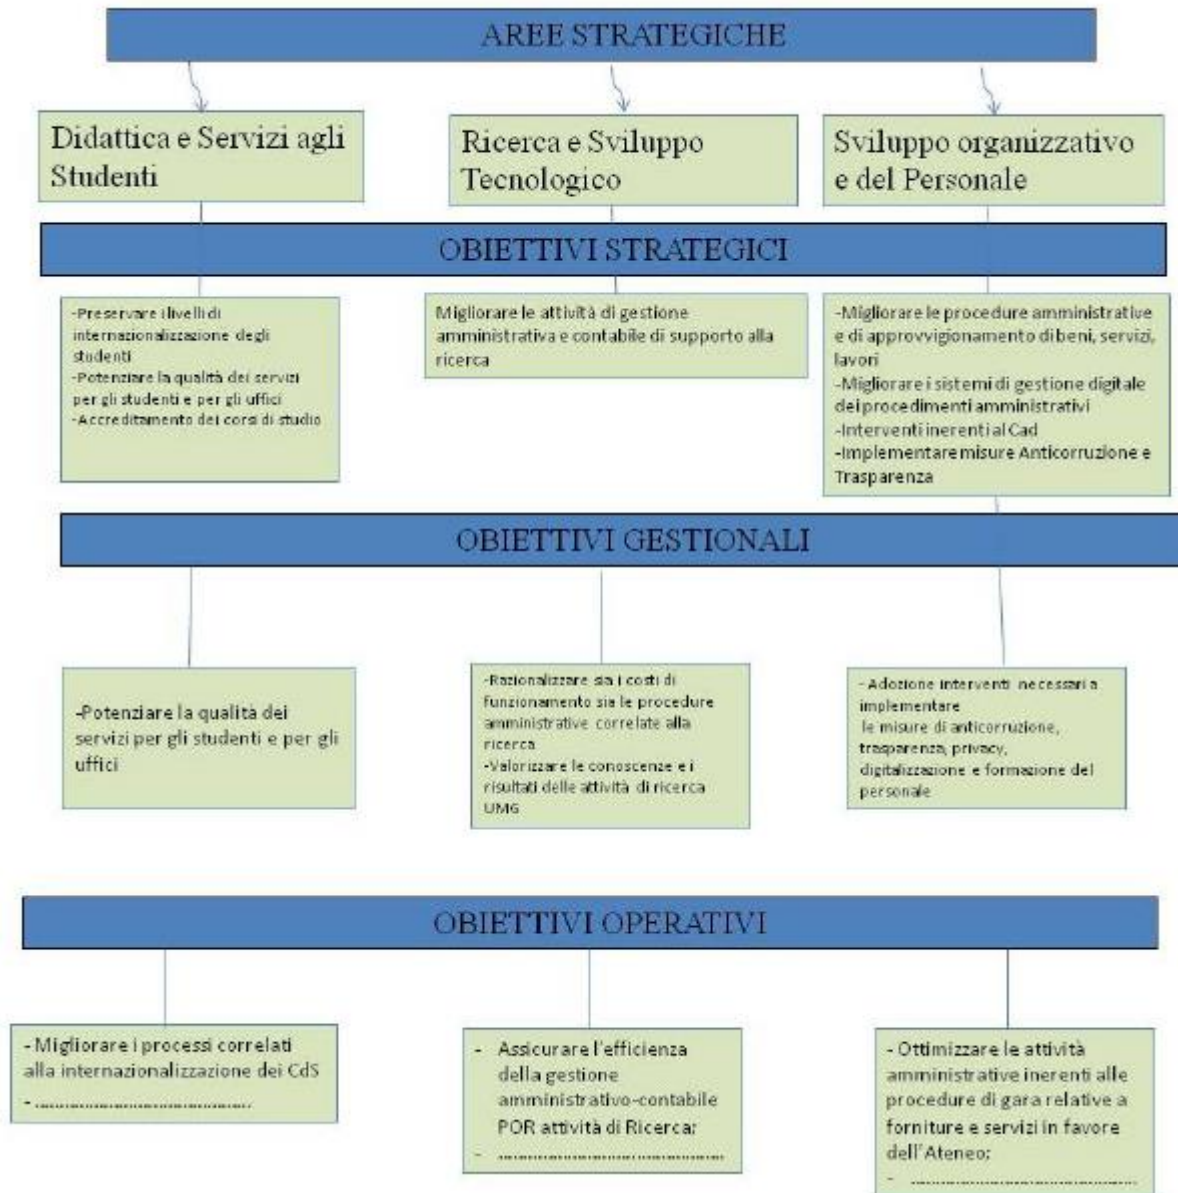 AREE STRATEGICHE
Didattica e Servizi agli
Studenti
Ricerca e Sviluppo
Tecnologico
Sviluppo organizzativo
e del Personale
OBIETTIVI STRATEGICI
-Preservare i livelli di
internazionalizzazione degli
studenti
-Potenziare la qualità dei servizi
per gli studenti e per gli uffici
-Accreditamento dei corsi di studio
Migliorare le attività di gestione
amministrativa e contabile di supporto alla
ricerca
-Migliorare le procedure amministrative
e di approvvigionamento di beni, servizi,
lavori
-Migliorare i sistemi di gestione digitale
dei procedimenti amministrativi
-Interventi inerenti al Cad
-Implementare misure Anticorruzione e
Trasparenza
OBIETTIVI GESTIONALI
-Potenziare la qualità dei
servizi per gli studenti e per gli
uffici
-Razionalizzare sia i costi di
funzionamento sia le procedure
amministrative correlate alla
ricerca
-Valorizzare le conoscenze e i
risultati delle attività di ricerca
UMG
- Adozione interventi necessari a
implementare
le misure di anticorruzione,
trasparenza, privacy,
digitalizzazione e formazione del
personale
OBIETTIVI OPERATIVI
- Migliorare i processi correlati
alla internazionalizzazione dei CdS
- ................................................
- Assicurare l'efficienza
della gestione
amministrativo-contabile
POR attività di Ricerca;
- ................................................
- Ottimizzare le attività
amministrative inerenti alle
procedure di gara relative a
forniture e servizi in favore
dell'Ateneo;
- ................................................